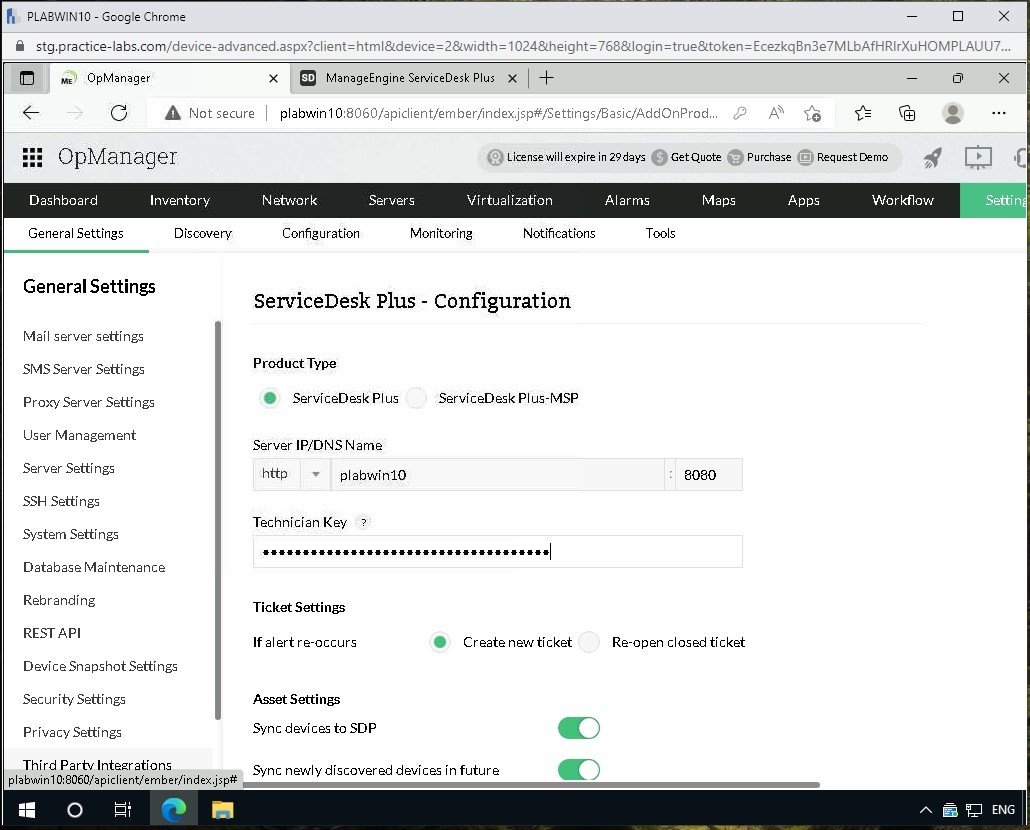 PLABWIN10 - Google Chrome
stg.practice-labs.com/device-advanced.aspx?client=html&device=2&width=1024&height=768&login=true&token=EcezkqBn3e7MLbAfHRIrXuHOMPLAUU7...
ME OpManager
SD ManageEngine ServiceDesk Plus
Not secure plabwin10:8060/apiclient/ember/index.jsp#/Settings/Basic/AddOnProd...
OpManager
License will expire in 29 days $ Get Quote Purchase Request Demo
Dashboard Inventory Network Servers Virtualization Alarms Maps Apps Workflow Setting
General Settings Discovery Configuration Monitoring Notifications Tools
General Settings
Mail server settings
SMS Server Settings
Proxy Server Settings
User Management
Server Settings
SSH Settings
System Settings
Database Maintenance
Rebranding
REST API
Device Snapshot Settings
Security Settings
Privacy Settings
Third Party Integrations
plabwin10:8060/apiclient/ember/index.jsp#
ServiceDesk Plus - Configuration
Product Type
ServiceDesk Plus ServiceDesk Plus-MSP
Server IP/DNS Name
http plabwin10 : 8080
Technician Key ?
Ticket Settings
If alert re-occurs Create new ticket Re-open closed ticket
Asset Settings
Sync devices to SDP
Sync newly discovered devices in future
ENG